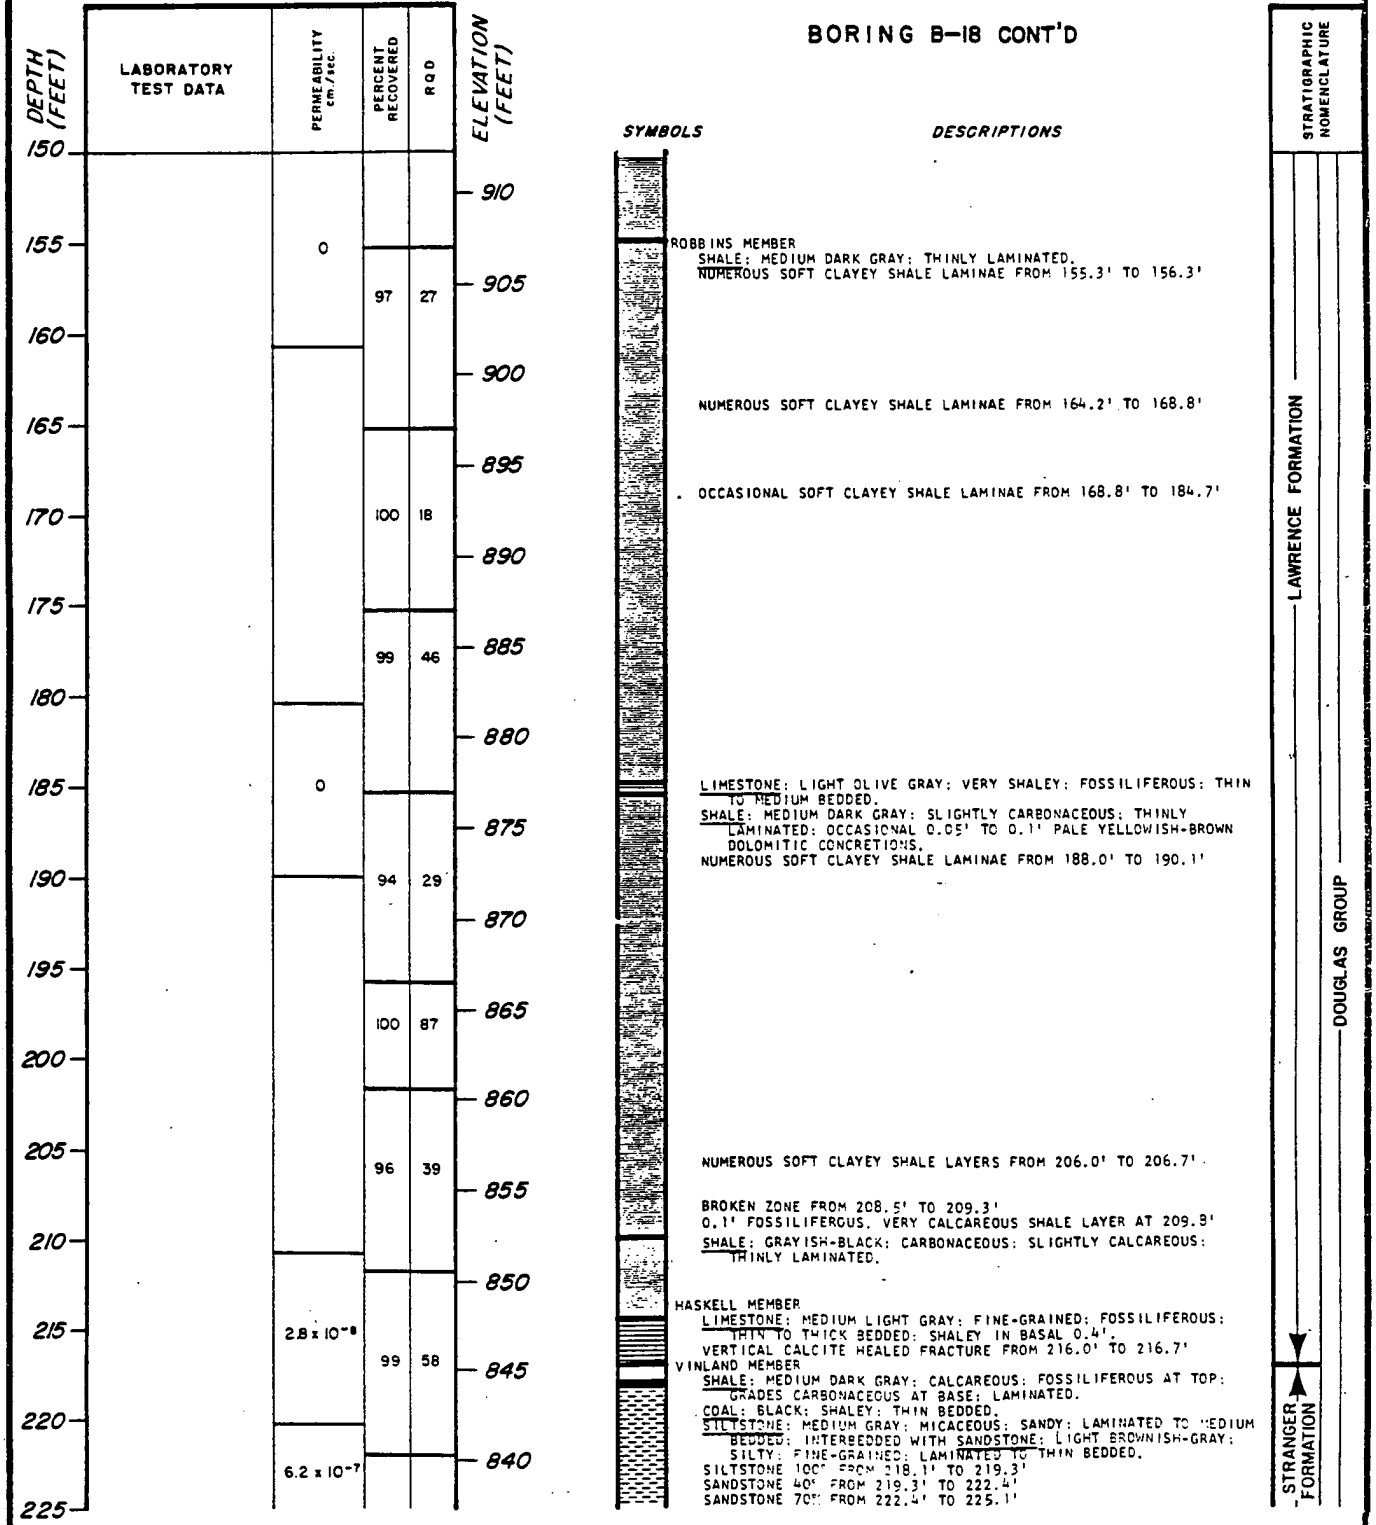 BORING B-18 CONT'D
DEPTH
(FEET)
LABORATORY
TEST DATA
PERMEABILITY
cm./sec.
PERCENT
RECOVERED
RQD
ELEVATION
(FEET)
SYMBOLS
DESCRIPTIONS
STRATIGRAPHIC
NOMENCLATURE
150
155
160
165
170
175
180
185
190
195
200
205
210
215
220
225
0
0
2.8 x 10⁻⁸
6.2 x 10⁻⁷
97 27
100 18
99 46
94 29
100 87
96 39
99 58
910
905
900
895
890
885
880
875
870
865
860
855
850
845
840
ROBBINS MEMBER
SHALE; MEDIUM DARK GRAY; THINLY LAMINATED.
NUMEROUS SOFT CLAYEY SHALE LAMINAE FROM 155.3' TO 156.3'
NUMEROUS SOFT CLAYEY SHALE LAMINAE FROM 164.2' TO 168.8'
OCCASIONAL SOFT CLAYEY SHALE LAMINAE FROM 168.8' TO 184.7'
LIMESTONE; LIGHT OLIVE GRAY; VERY SHALEY; FOSSILIFEROUS; THIN
TO MEDIUM BEDDED.
SHALE; MEDIUM DARK GRAY; SLIGHTLY CARBONACEOUS; THINLY
LAMINATED; OCCASIONAL 0.05' TO 0.1' PALE YELLOWISH-BROWN
DOLOMITIC CONCRETIONS.
NUMEROUS SOFT CLAYEY SHALE LAMINAE FROM 188.0' TO 190.1'
NUMEROUS SOFT CLAYEY SHALE LAYERS FROM 206.0' TO 206.7'
BROKEN ZONE FROM 208.5' TO 209.3'
0.1' FOSSILIFEROUS, VERY CALCAREOUS SHALE LAYER AT
SHALE; GRAYISH-BLACK; CARBONACEOUS; SLIGHTLY CALCAREOUS;
THINLY LAMINATED.
HASKELL MEMBER
LIMESTONE; MEDIUM LIGHT GRAY; FINE-GRAINED; FOSSILIFEROUS;
THIN TO THICK BEDDED; SHALEY IN BASAL 0.4'.
VERTICAL CALCITE HEALED FRACTURE FROM 216.0' TO 216.7'
VINLAND MEMBER
SHALE; MEDIUM DARK GRAY; CALCAREOUS; FOSSILIFEROUS AT TOP;
GRADES CARBONACEOUS AT BASE; LAMINATED.
COAL; BLACK; SHALEY; THIN BEDDED.
SILTSTONE; MEDIUM GRAY; MICACEOUS; SANDY; LAMINATED TO MEDIUM
BEDDED; INTERBEDDED WITH SANDSTONE; LIGHT BROWNISH-GRAY;
SILTY; FINE-GRAINED; LAMINATED TO THIN BEDDED.
SILTSTONE FROM 218.1' TO 219.3'
SANDSTONE FROM 219.3' TO 222.4'
SANDSTONE FROM 222.4' TO 225.1'
LAWRENCE FORMATION
STRANGER
FORMATION
DOUGLAS GROUP